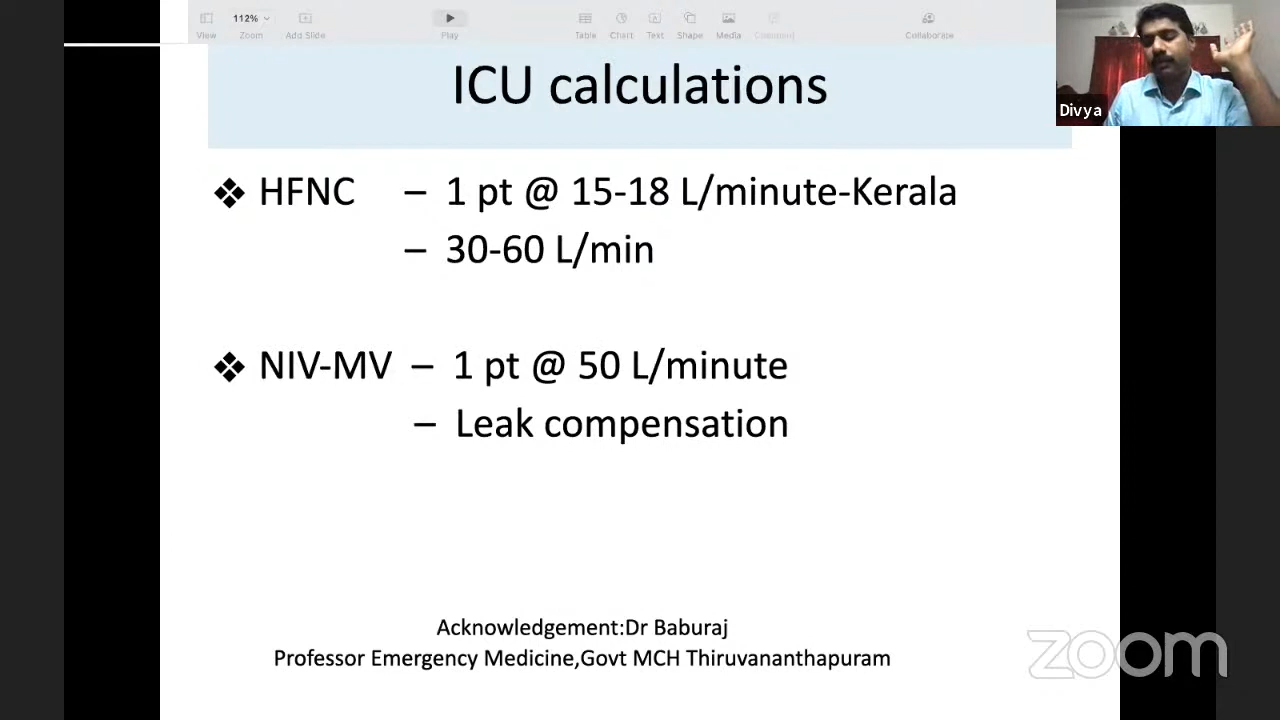 112%
View Zoom Add Slide Play Table Chart Text Shape Media Comment Collaborate
ICU calculations
Divya
❖ HFNC – 1 pt @ 15-18 L/minute-Kerala
– 30-60 L/min
❖ NIV-MV – 1 pt @ 50 L/minute
– Leak compensation
Acknowledgement:Dr Baburaj
Professor Emergency Medicine,Govt MCH Thiruvananthapuram
zoom